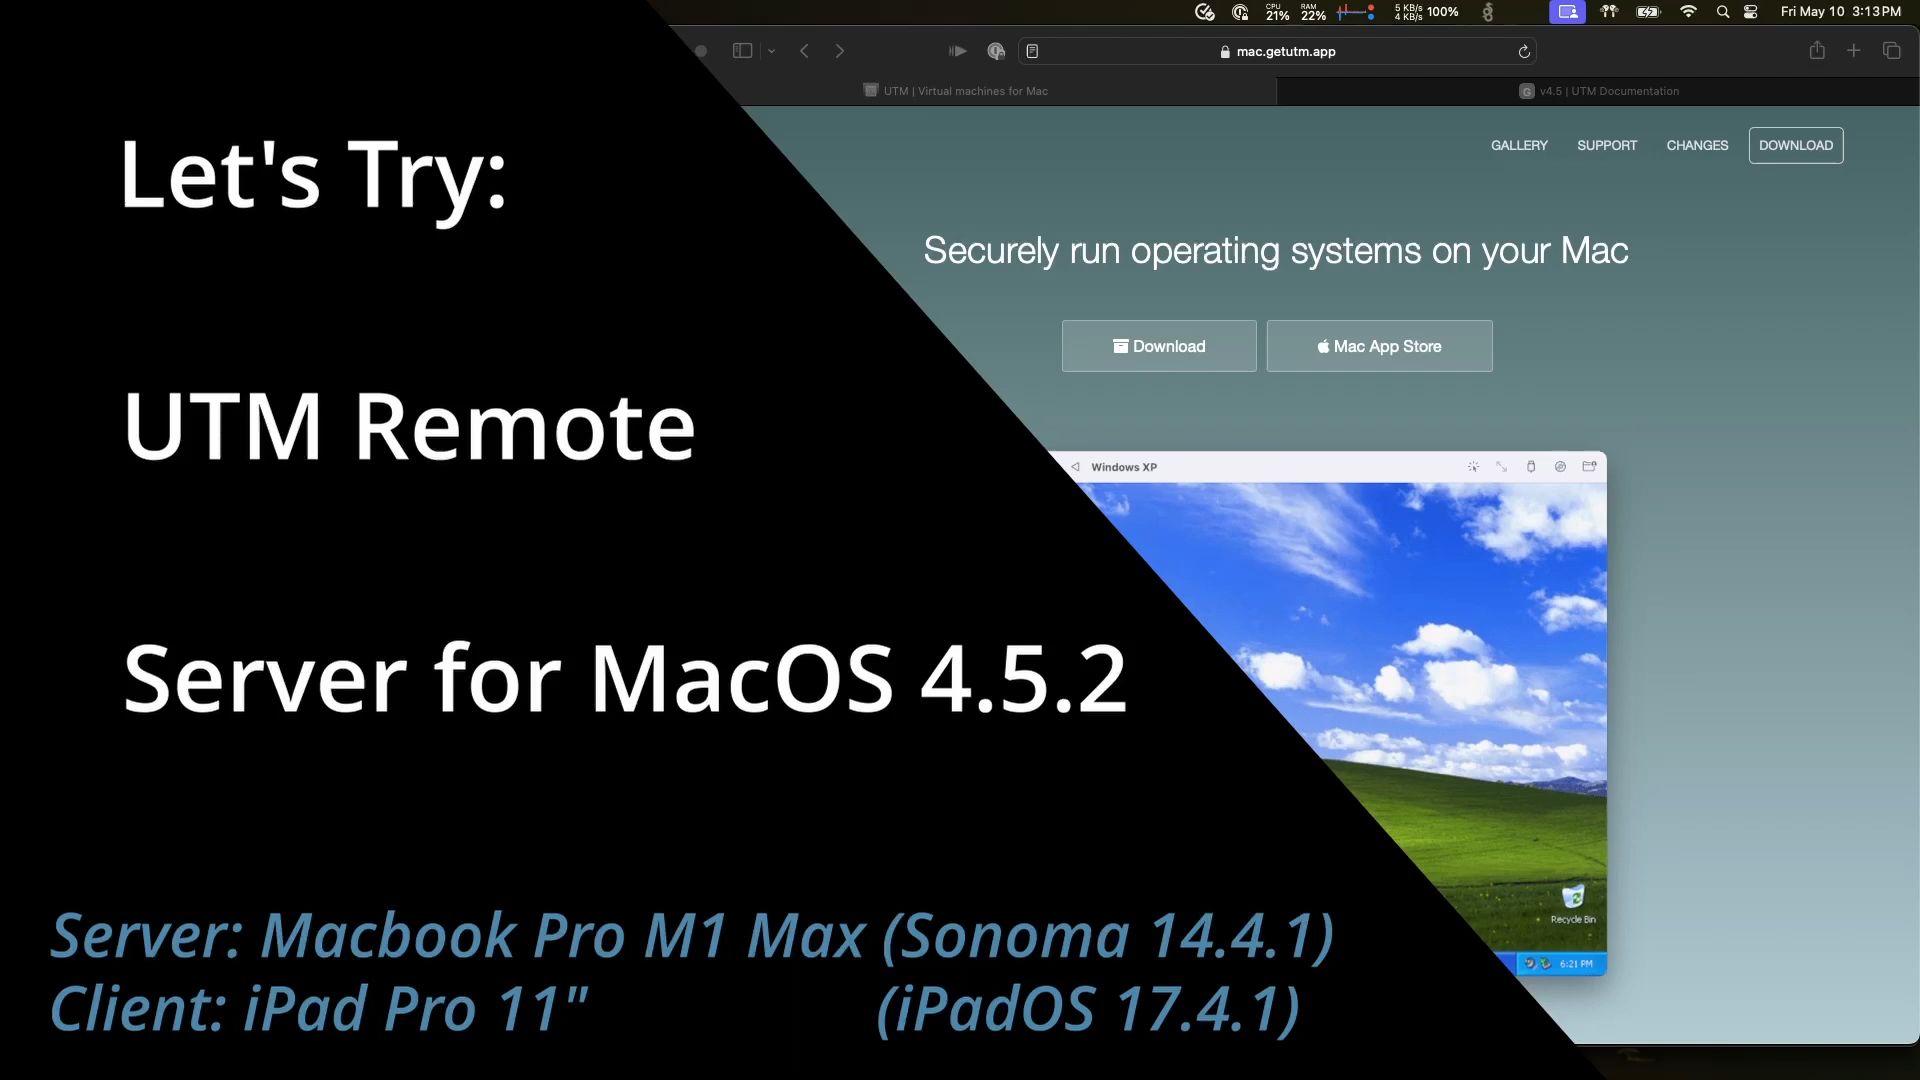 CPU 21% RAM 22% 5 KB/s 4 KB/s 100% Fri May 10 3:13 PM
mac.getutm.app
UTM | Virtual machines for Mac
v4.5 | UTM Documentation
GALLERY SUPPORT CHANGES DOWNLOAD
Let's Try:
Securely run operating systems on your Mac
Download Mac App Store
UTM Remote
Windows XP
Server for MacOS 4.5.2
Recycle Bin
6:21 PM
Server: Macbook Pro M1 Max (Sonoma 14.4.1)
Client: iPad Pro 11" (iPadOS 17.4.1)